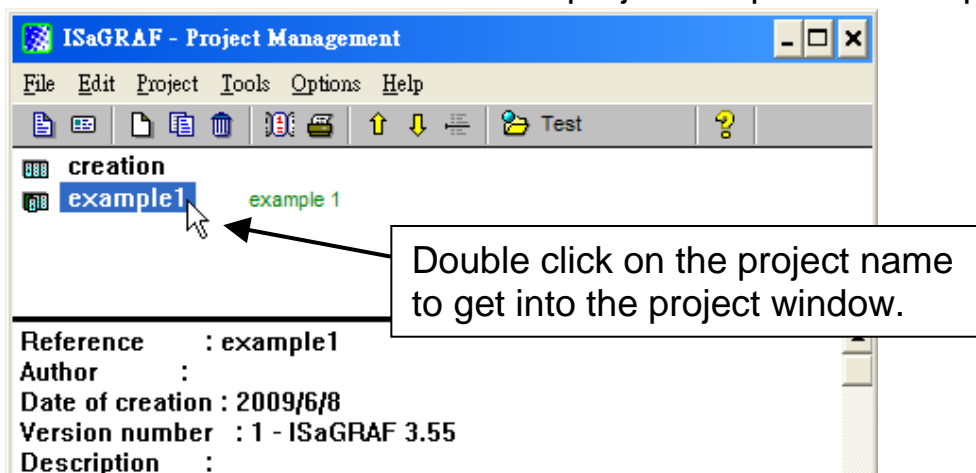 ISaGRAF - Project Management
File Edit Project Tools Options Help
Test
creation
example1 example 1
Double click on the project name
to get into the project window.
Reference : example1
Author :
Date of creation : 2009/6/8
Version number : 1 - ISaGRAF 3.55
Description :